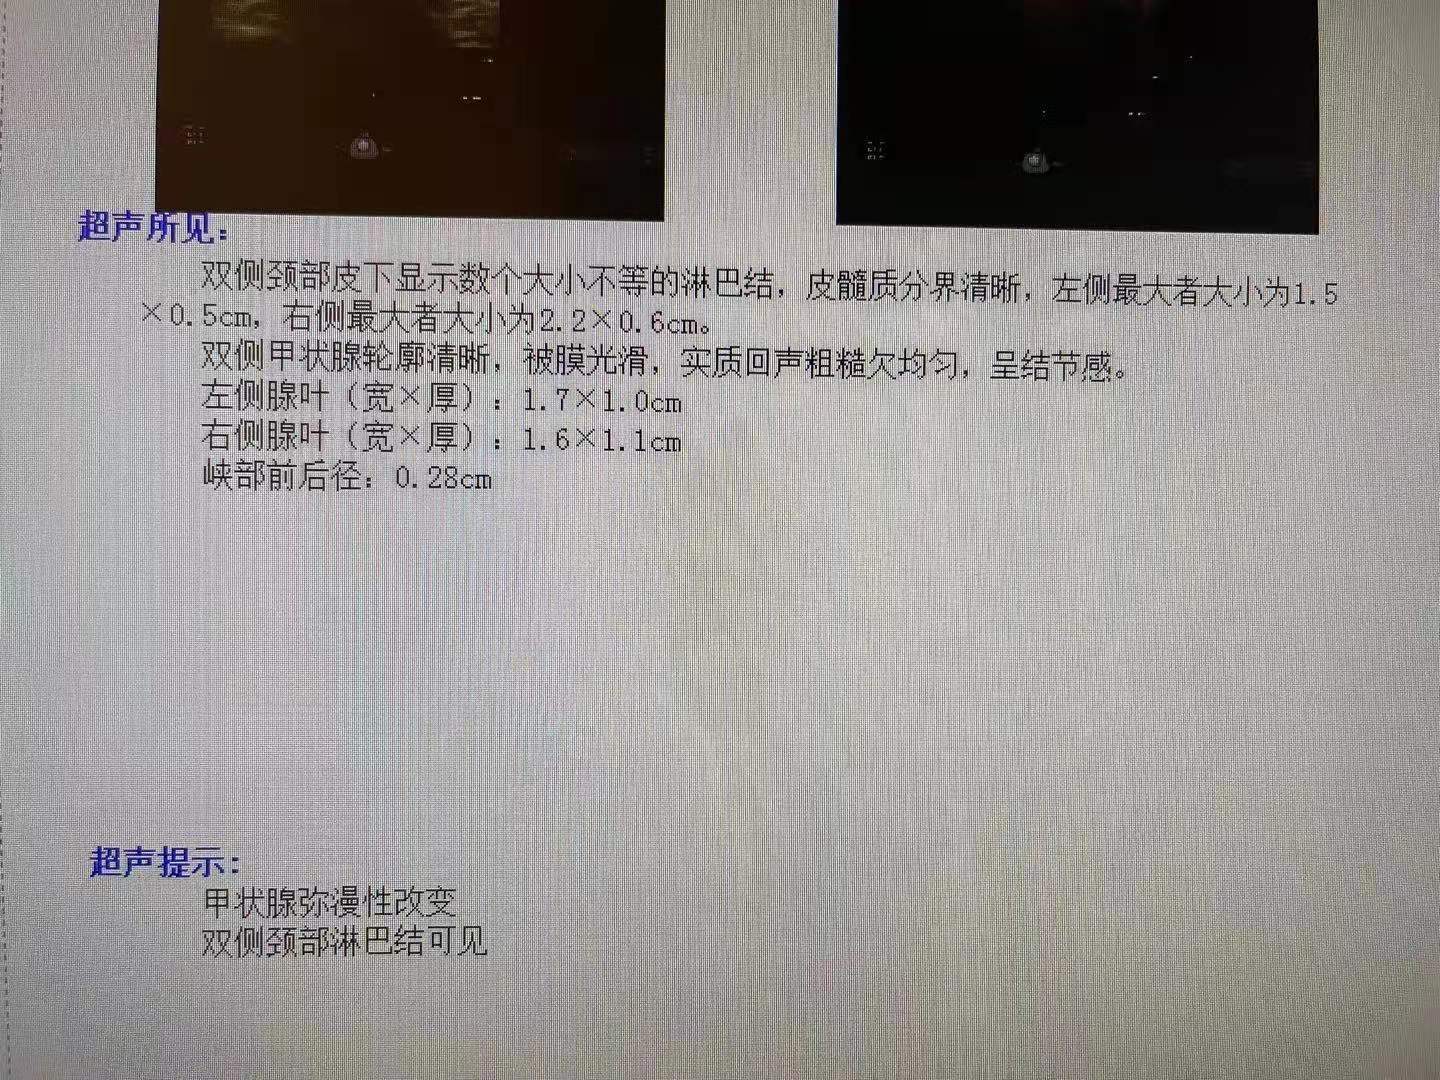 超声所见：
双侧颈部皮下显示数个大小不等的淋巴结，皮髓质分界清晰，左侧最大者大小为1.5
×0.5cm，右侧最大者大小为2.2×0.6cm。
双侧甲状腺轮廓清晰，被膜光滑，实质回声粗糙欠均匀，呈结节感。
左侧腺叶（宽×厚）：1.7×1.0cm
右侧腺叶（宽×厚）：1.6×1.1cm
峡部前后径：0.28cm
超声提示：
甲状腺弥漫性改变
双侧颈部淋巴结可见